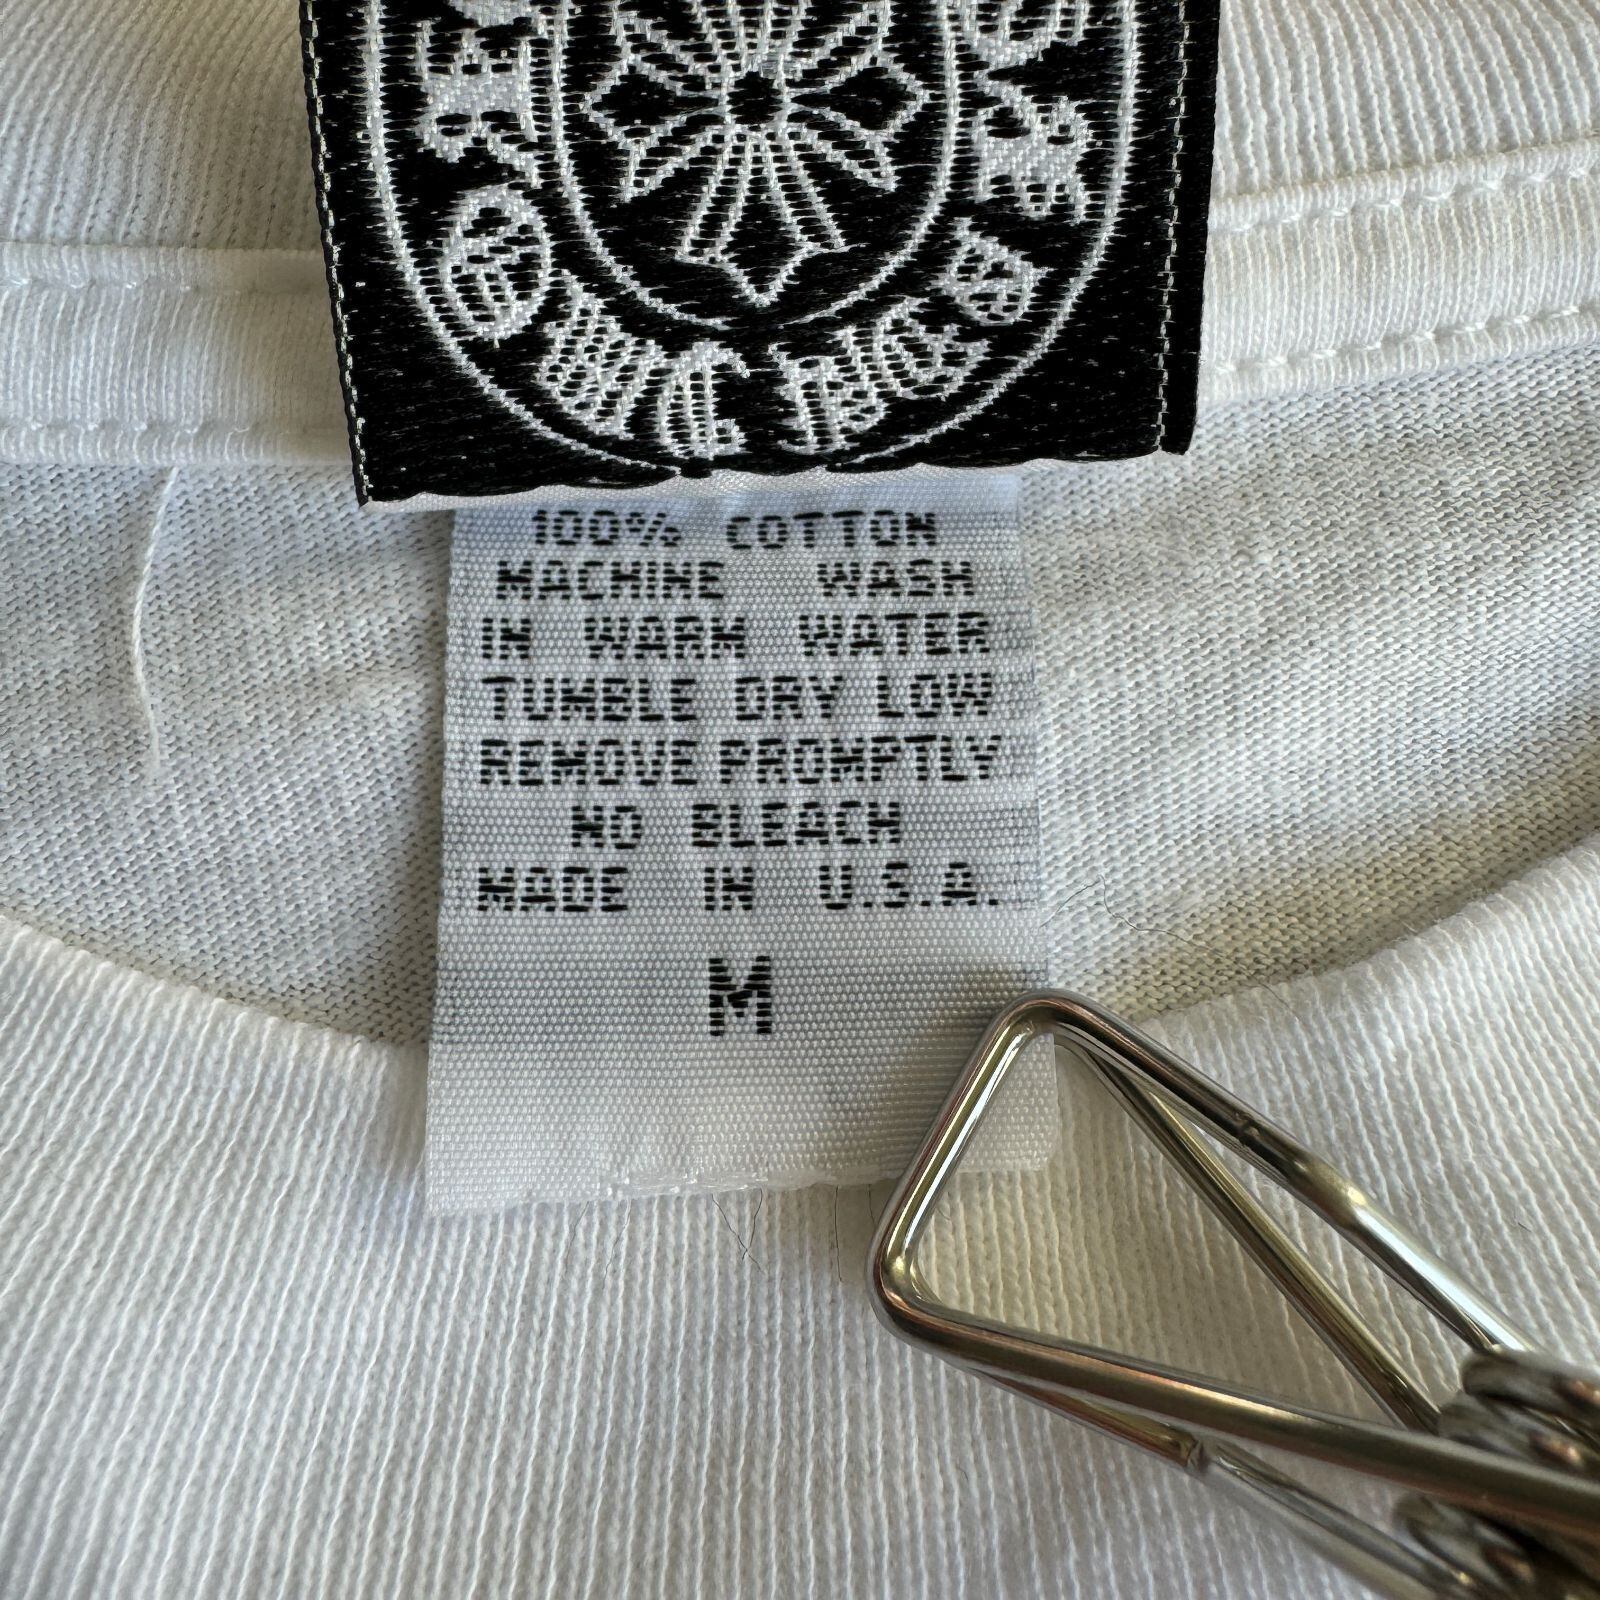 100% COTTON
MACHINE WASH
IN WARM WATER
TUMBLE DRY LOW
REMOVE PROMPTLY
NO BLEACH
MADE IN U.S.A.
M